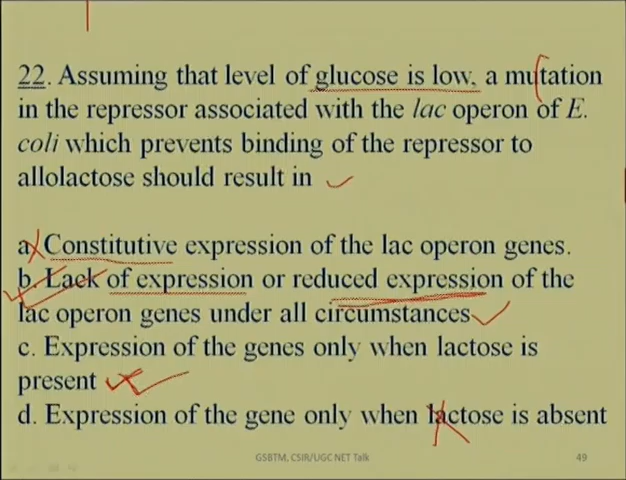 22. Assuming that level of glucose is low, a mutation
in the repressor associated with the lac operon of E.
coli which prevents binding of the repressor to
allolactose should result in
a. Constitutive expression of the lac operon genes.
b. Lack of expression or reduced expression of the
lac operon genes under all circumstances
c. Expression of the genes only when lactose is
present
d. Expression of the gene only when lactose is absent
GSBTM, CSIR/UGC NET Talk
49